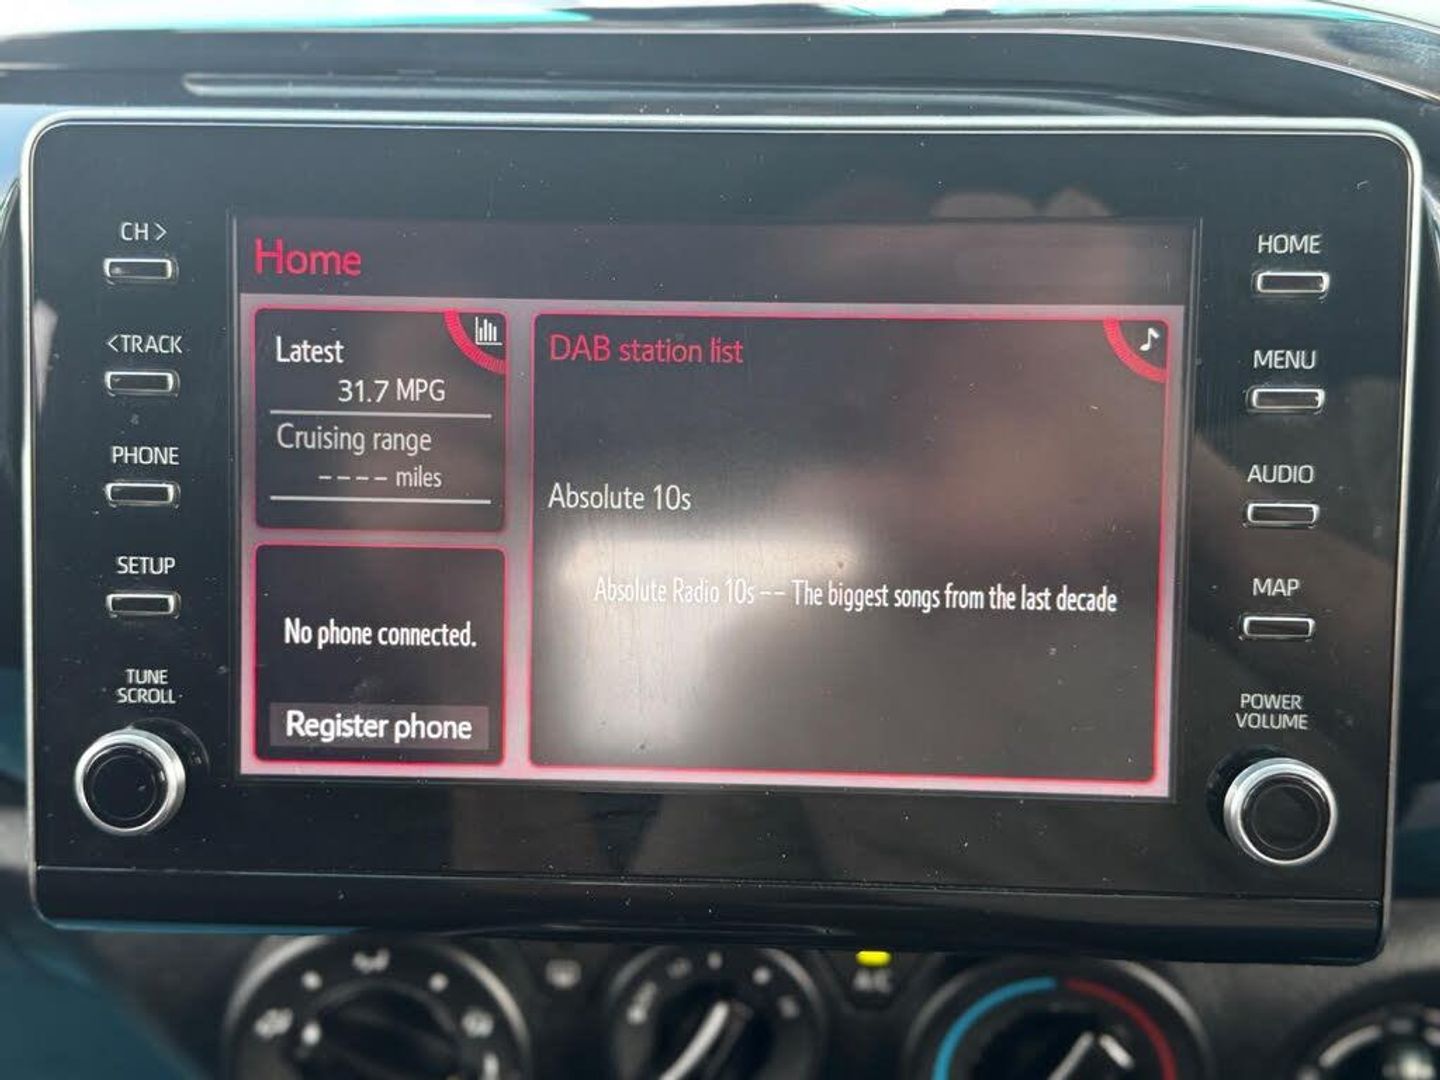 CH >
<TRACK
PHONE
SETUP
TUNE
SCROLL
Home
Latest
31.7 MPG
Cruising range
---- miles
No phone connected.
Register phone
DAB station list
Absolute 10s
Absolute Radio 10s -- The biggest songs from the last decade
HOME
MENU
AUDIO
MAP
POWER
VOLUME
A/C